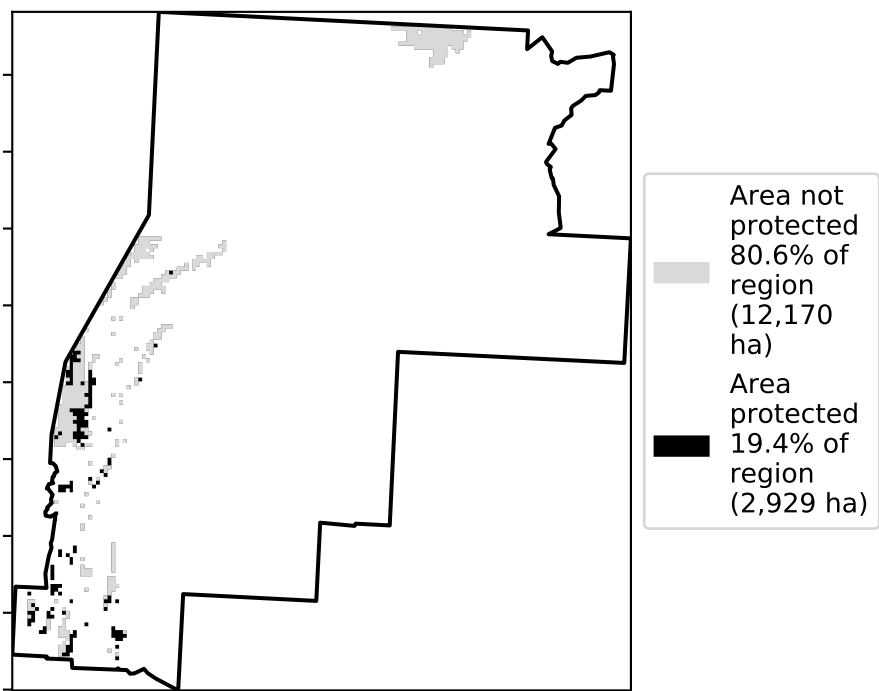 Area not
protected
80.6% of
region
(12,170
ha)
Area
protected
19.4% of
region
(2,929 ha)